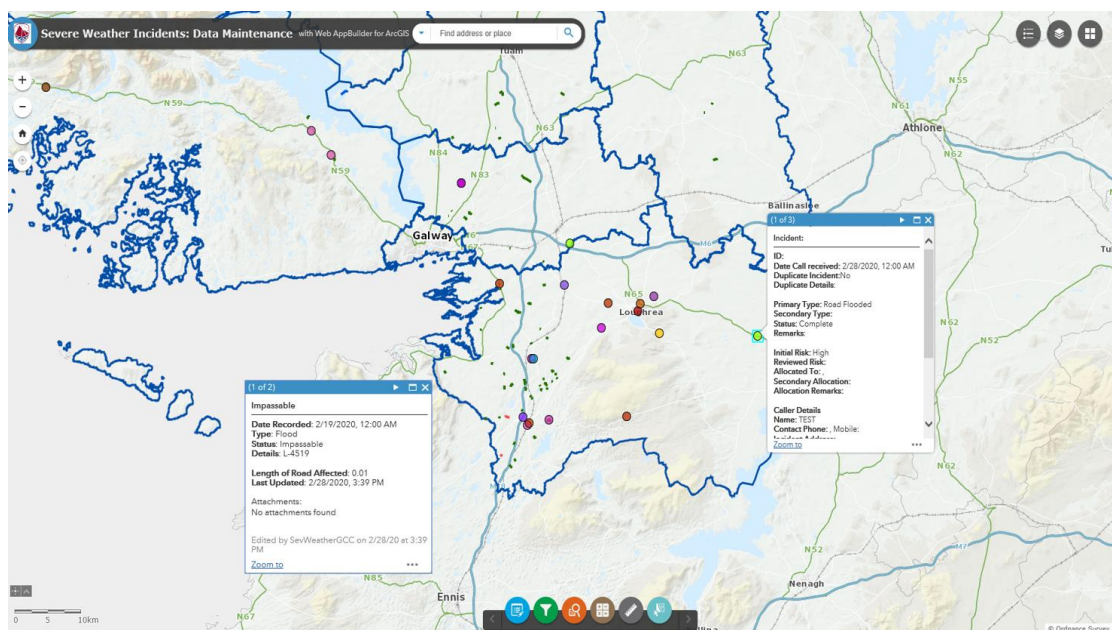 Severe Weather Incidents: Data Maintenance with Web AppBuilder for ArcGIS
Find address or place
Tuam
N63
N55
N59
N61
Athlone
N63
N62
N84
N59
N83
Ballinasloe
Galway
M6
(1 of 3)
Incident:
ID:
Date Call received: 2/28/2020, 12:00 AM
Duplicate Incident:No
Duplicate Details:
Primary Type: Road Flooded
Secondary Type:
Status: Complete
Remarks:
Initial Risk: High
Reviewed Risk:
Allocated To: ,
Secondary Allocation:
Allocation Remarks:
Caller Details
Name: TEST
Contact Phone: , Mobile:
Incident Address:
Zoom to
N65
Loughrea
N62
N52
(1 of 2)
Impassable
Date Recorded: 2/19/2020, 12:00 AM
Type: Flood
Status: Impassable
Details: L-4519
Length of Road Affected: 0.01
Last Updated: 2/28/2020, 3:39 PM
Attachments:
No attachments found
Edited by SevWeatherGCC on 2/28/20 at 3:39
PM
Zoom to
N62
N52
M7
N85
Ennis
Nenagh
N67
0 5 10km
© Ordnance Survey